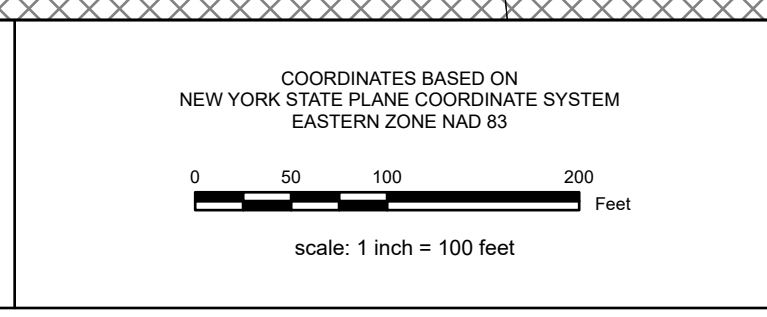 COORDINATES BASED ON
NEW YORK STATE PLANE COORDINATE SYSTEM
EASTERN ZONE NAD 83
0 50 100 200
Feet
scale: 1 inch = 100 feet